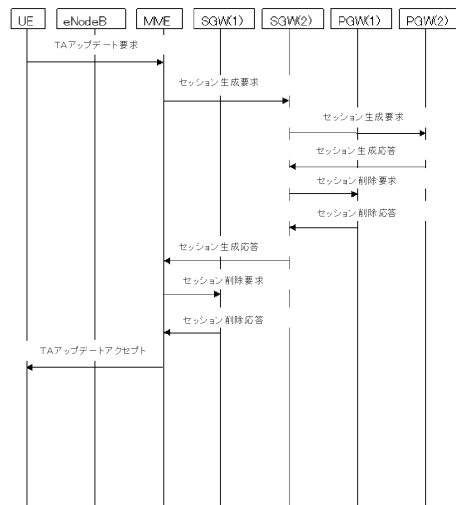 UE eNodeB MME SGW(1) SGW(2) PGW(1) PGW(2)
TAアップデート要求
セッション生成要求
セッション生成要求
セッション生成応答
セッション削除要求
セッション削除応答
セッション生成応答
セッション削除要求
セッション削除応答
TAアップデートアクセプト